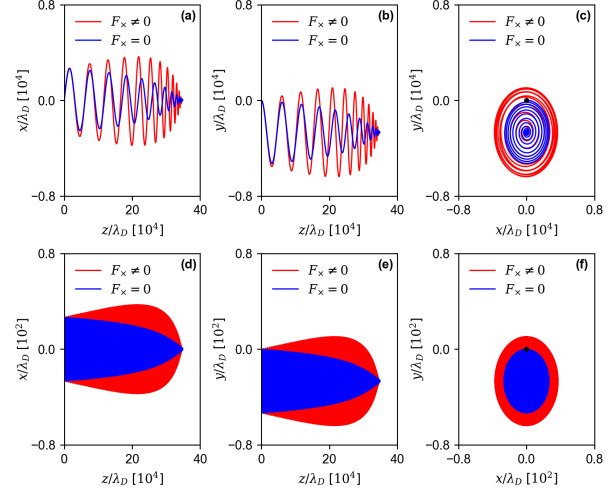 (a)
F× ≠ 0
F× = 0
x/λD [10⁴]
0.8
0.0
−0.8
0
20
40
z/λD [10⁴]
(b)
F× ≠ 0
F× = 0
y/λD [10⁴]
0.8
0.0
−0.8
0
20
40
z/λD [10⁴]
(c)
F× ≠ 0
F× = 0
y/λD [10⁴]
0.8
0.0
−0.8
−0.8
0.0
0.8
x/λD [10⁴]
(d)
F× ≠ 0
F× = 0
x/λD [10²]
0.8
0.0
−0.8
0
20
40
z/λD [10⁴]
(e)
F× ≠ 0
F× = 0
y/λD [10²]
0.8
0.0
−0.8
0
20
40
z/λD [10⁴]
(f)
F× ≠ 0
F× = 0
y/λD [10²]
0.8
0.0
−0.8
−0.8
0.0
0.8
x/λD [10²]